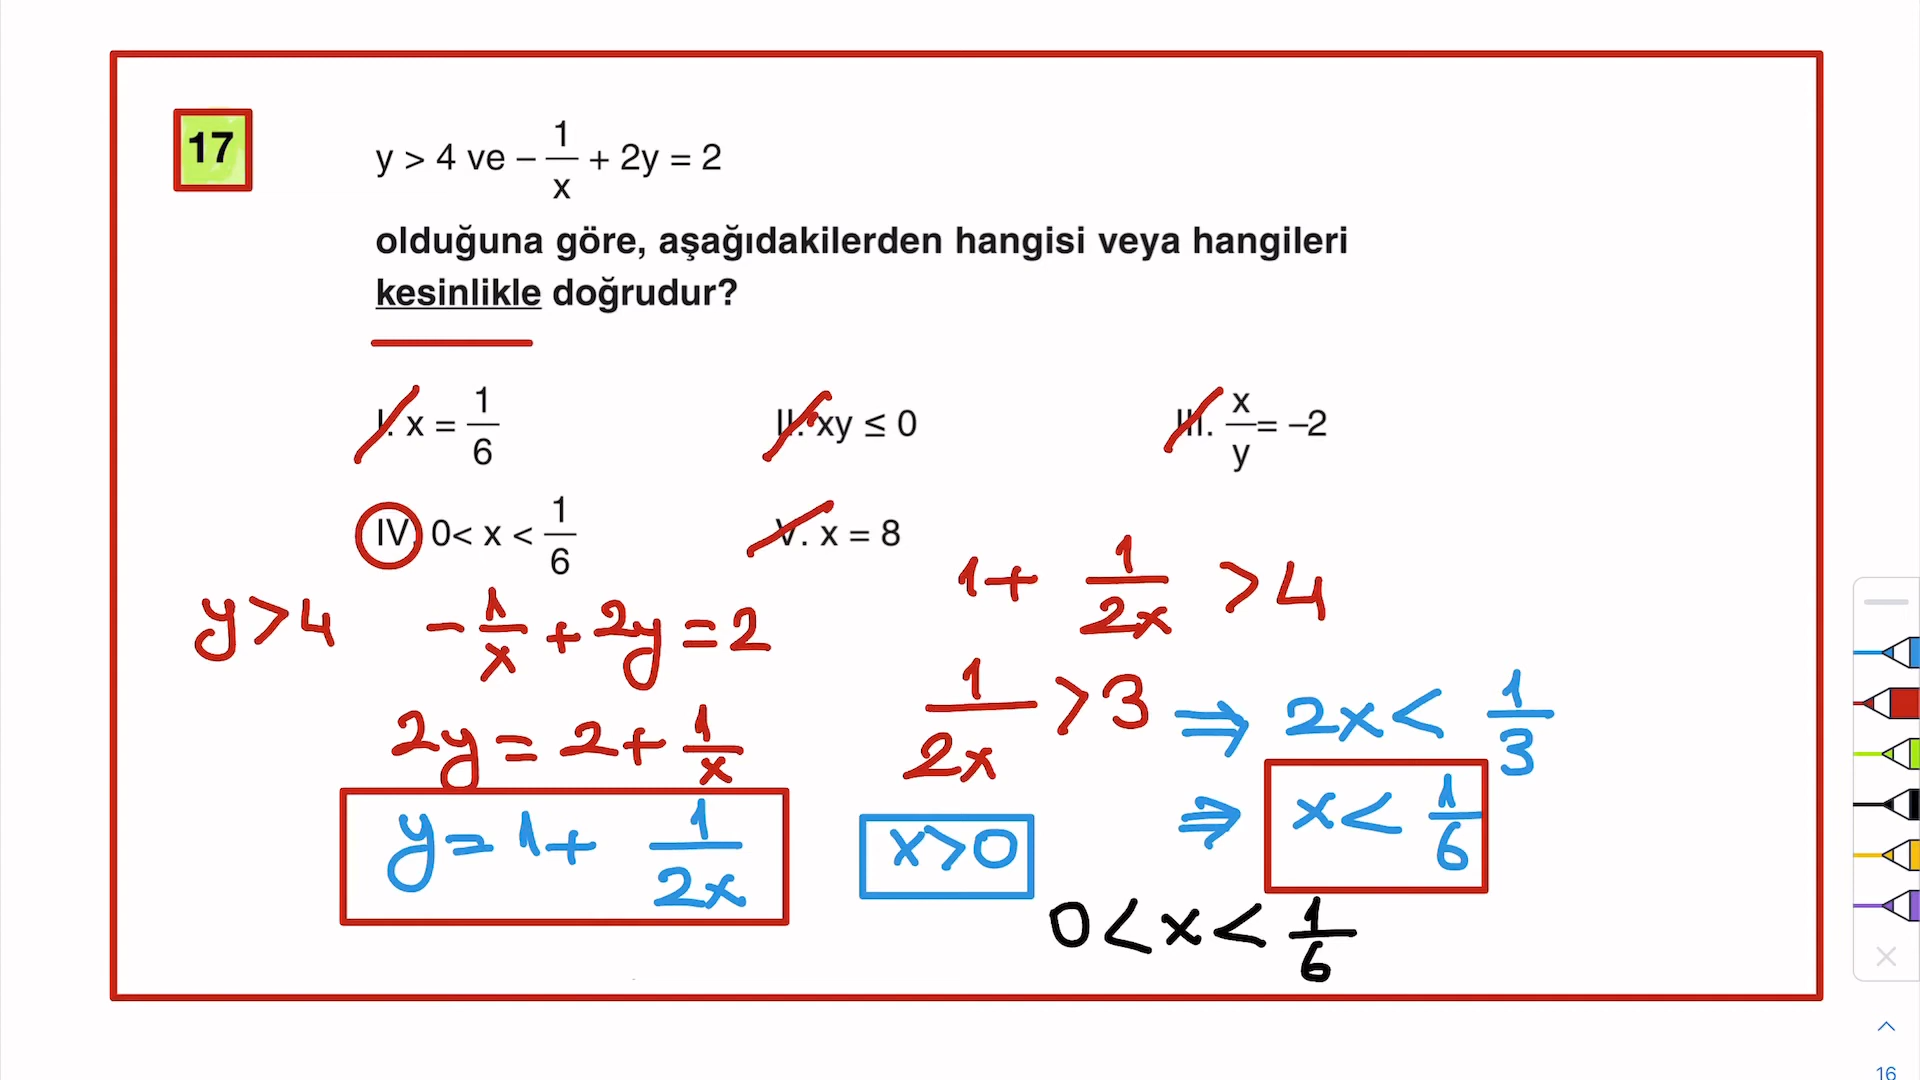 17
y > 4 ve – 1/x + 2y = 2
olduğuna göre, aşağıdakilerden hangisi veya hangileri
kesinlikle doğrudur?
I. x = 1/6
II. xy ≤ 0
III. x/y = –2
IV. 0< x < 1/6
V. x = 8
y>4
-1/x + 2y = 2
2y = 2 + 1/x
y = 1 + 1/2x
1 + 1/2x > 4
1/2x > 3 ⇒ 2x < 1/3
x>0
⇒ x < 1/6
0 < x < 1/6
16